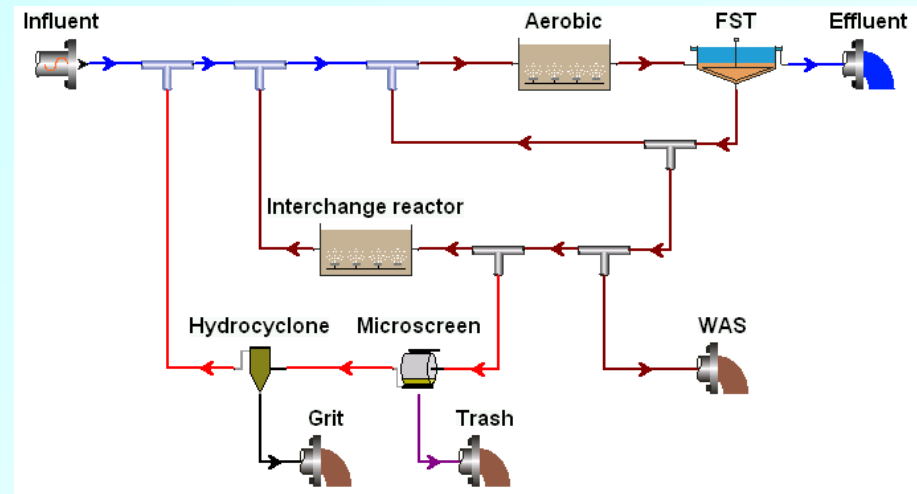 Influent
Aerobic
FST
Effluent
Interchange reactor
Hydrocyclone
Microscreen
WAS
Grit
Trash